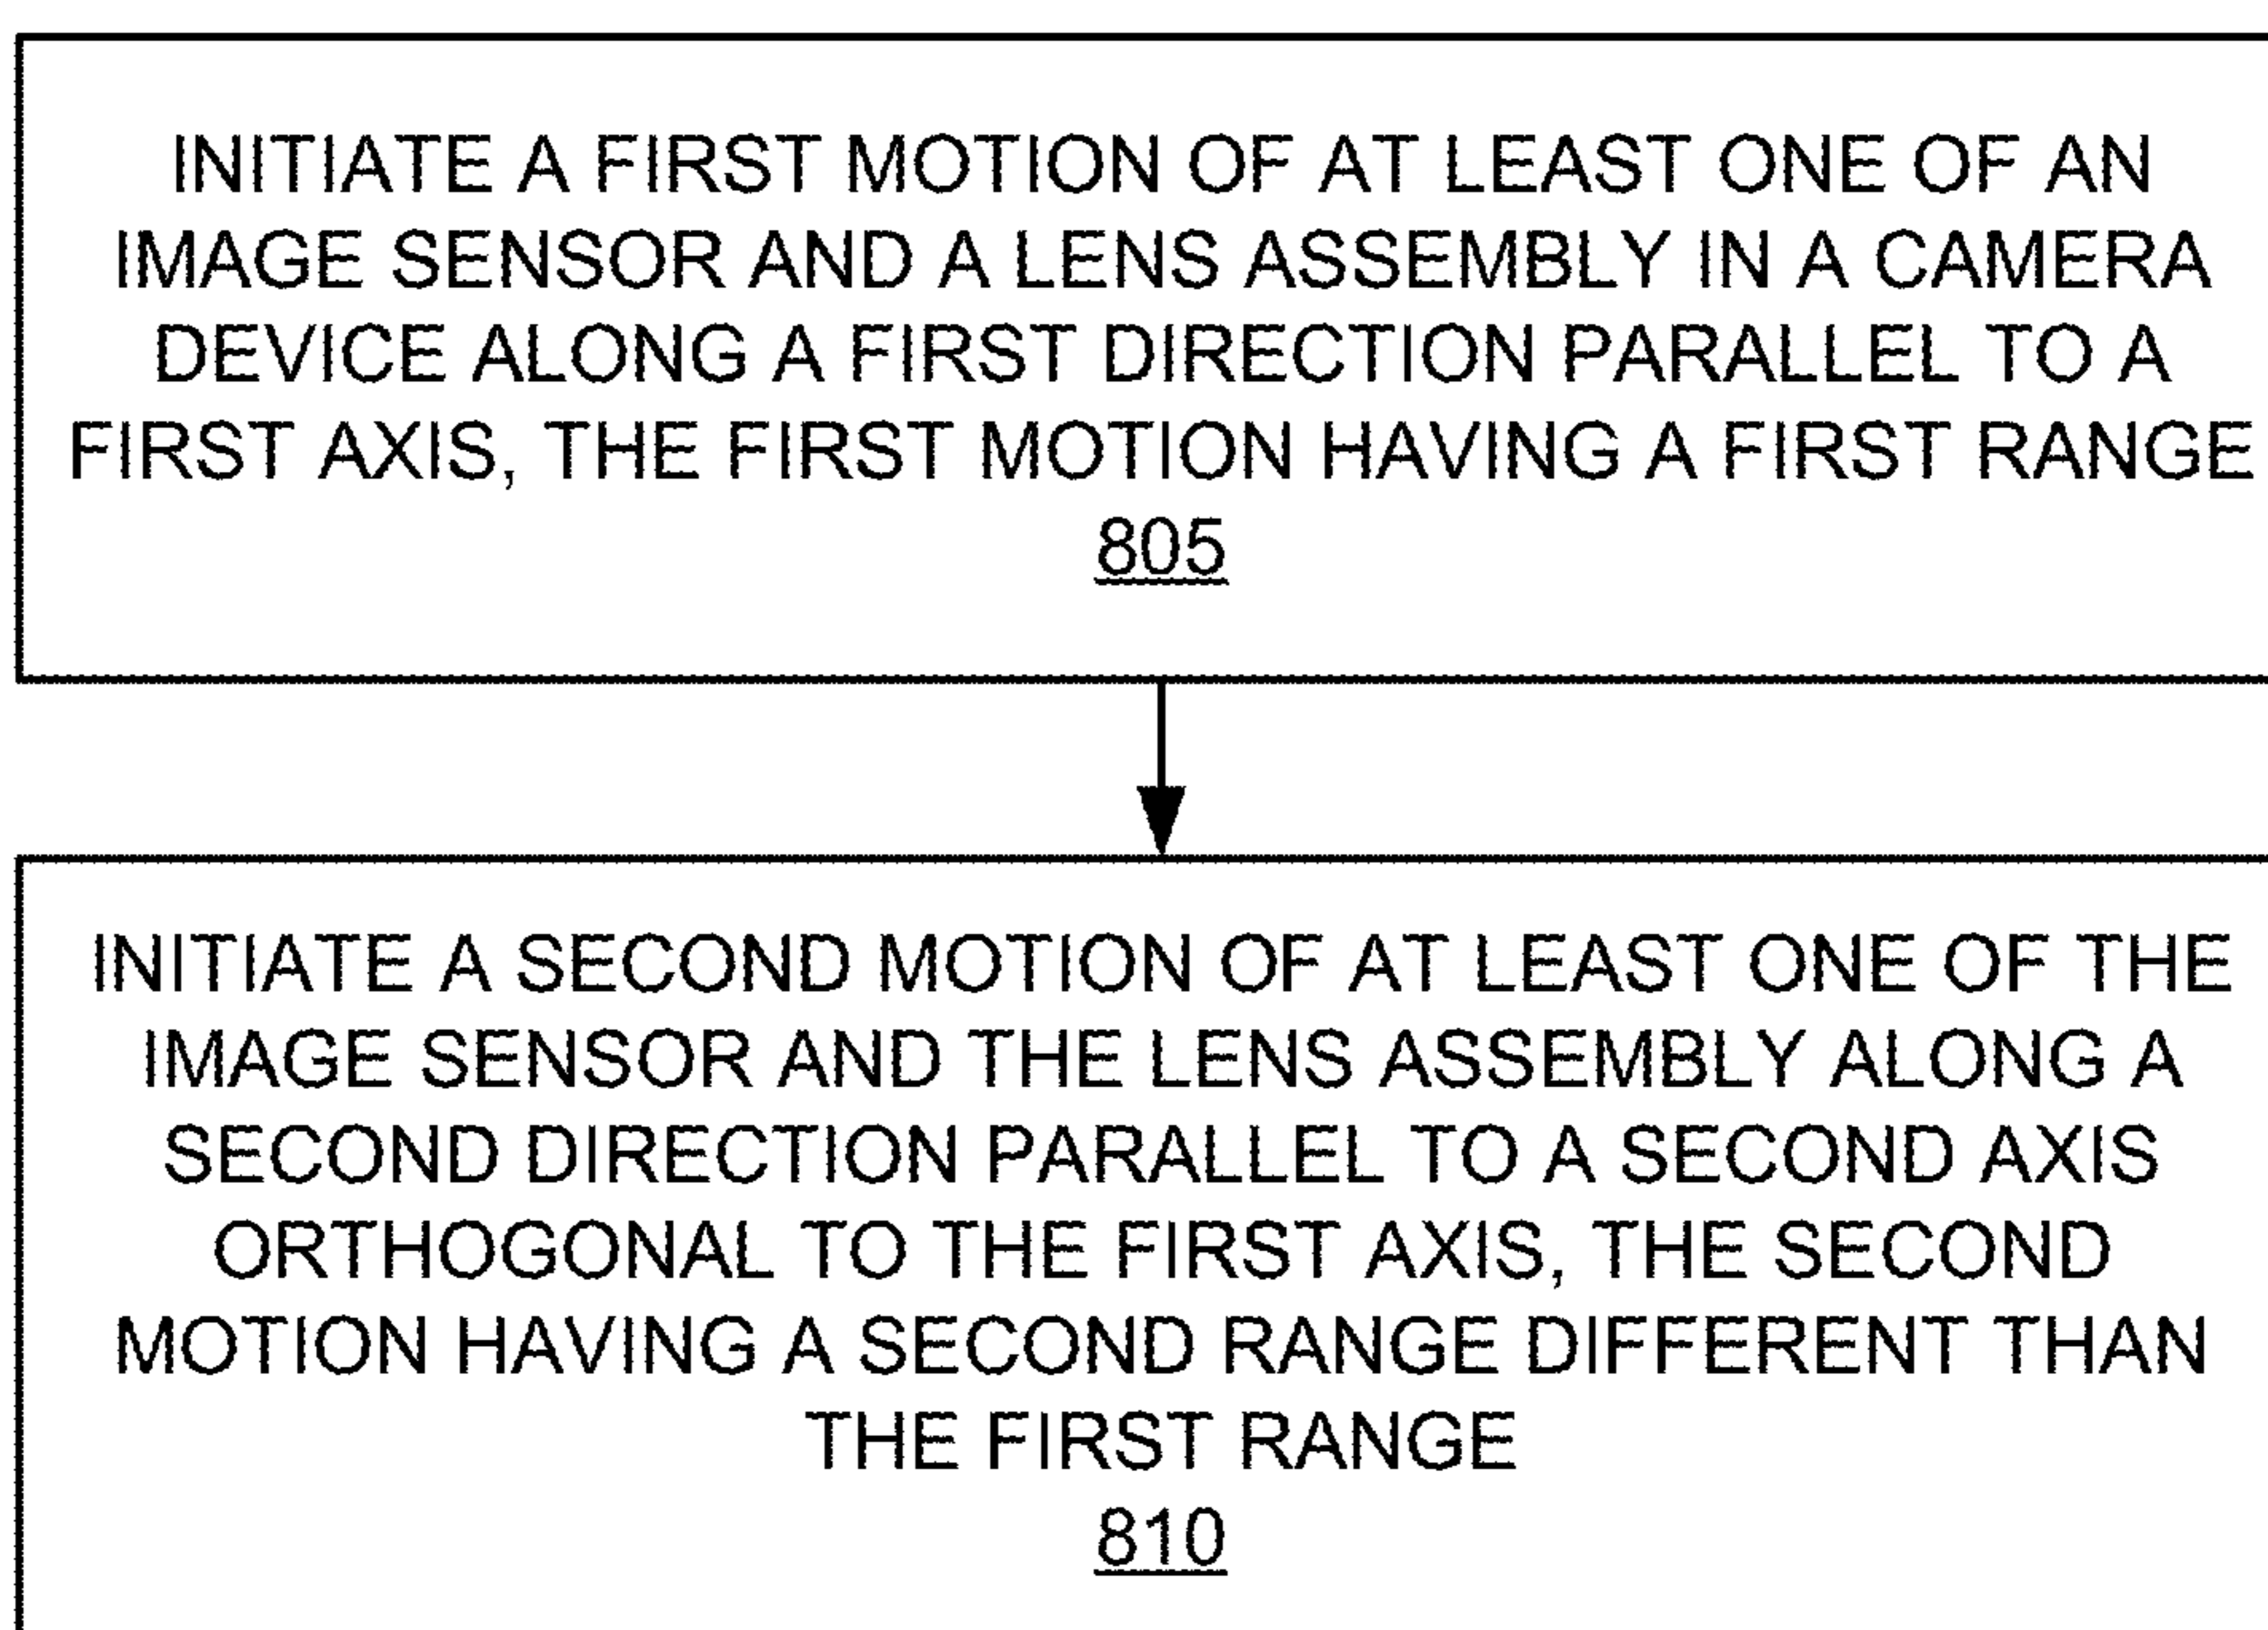 INITIATE A FIRST MOTION OF AT LEAST ONE OF AN
IMAGE SENSOR AND A LENS ASSEMBLY IN A CAMERA
DEVICE ALONG A FIRST DIRECTION PARALLEL TO A
FIRST AXIS, THE FIRST MOTION HAVING A FIRST RANGE
805
INITIATE A SECOND MOTION OF AT LEAST ONE OF THE
IMAGE SENSOR AND THE LENS ASSEMBLY ALONG A
SECOND DIRECTION PARALLEL TO A SECOND AXIS
ORTHOGONAL TO THE FIRST AXIS, THE SECOND
MOTION HAVING A SECOND RANGE DIFFERENT THAN
THE FIRST RANGE
810